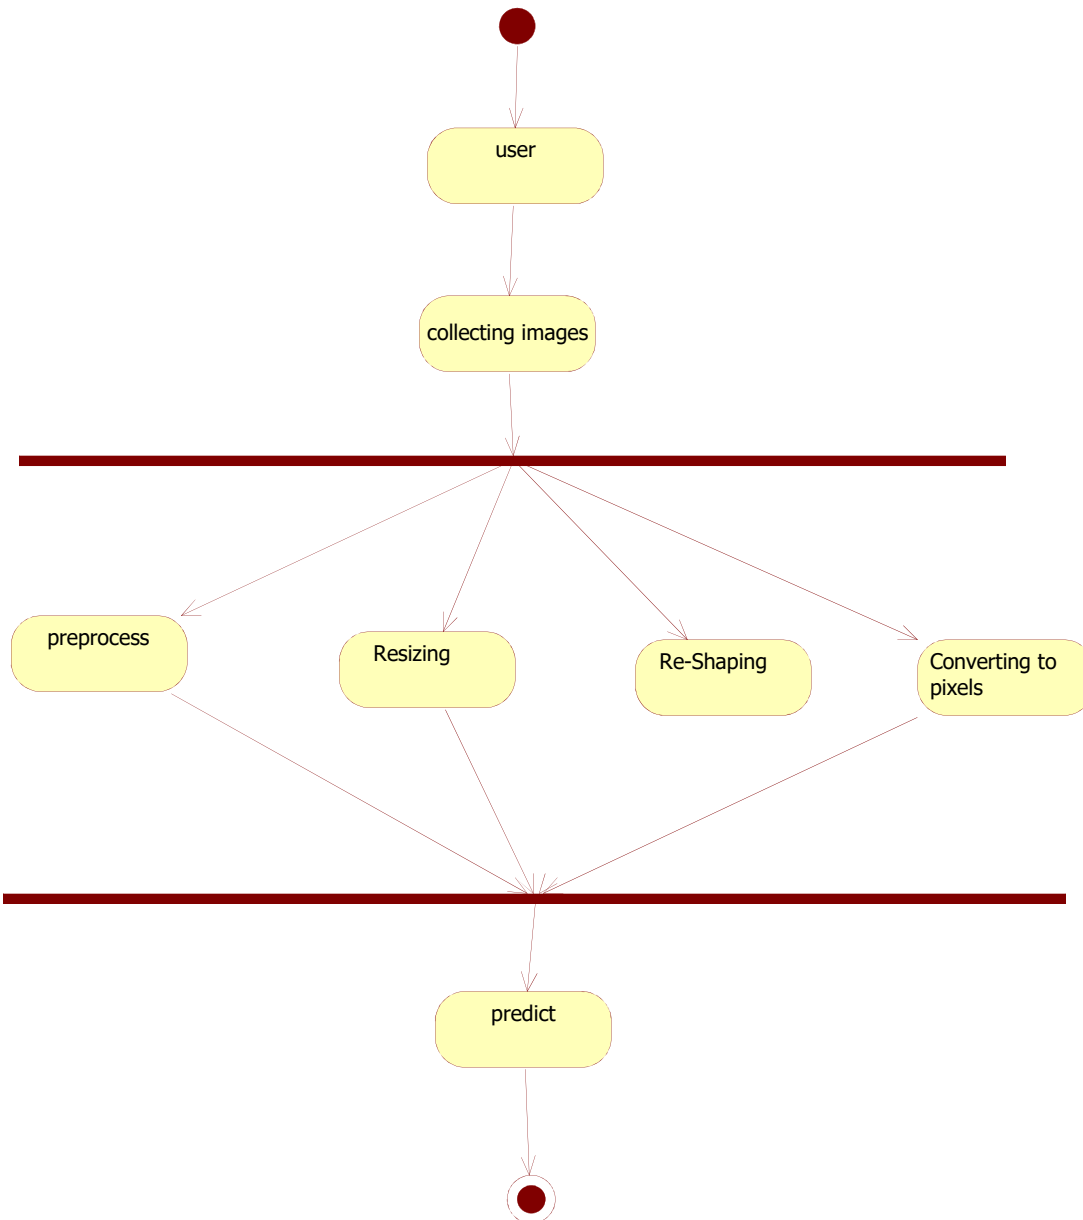 user
collecting images
preprocess
Resizing
Re-Shaping
Converting to
pixels
predict